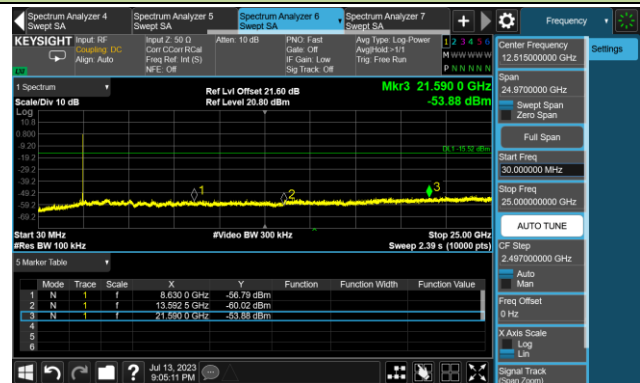 Spectrum Analyzer 4
Swept SA
Spectrum Analyzer 5
Swept SA
Spectrum Analyzer 6
Swept SA
Spectrum Analyzer 7
Swept SA
+
Frequency
KEYSIGHT
Input: RF
Coupling: DC
Align: Auto
Input Z: 50 Ω
Corr CCorr RCal
Freq Ref: Int (S)
NFE: Off
Atten: 10 dB
PNO: Fast
Gate: Off
IF Gain: Low
Sig Track: Off
Avg Type: Log-Power
Avg|Hold:>1/1
Trig: Free Run
1 2 3 4 5 6
M W W W W W
P N N N N N
LXI
1 Spectrum
Scale/Div 10 dB
Ref Lvl Offset 21.60 dB
Ref Level 20.80 dBm
Mkr3 21.590 0 GHz
-53.88 dBm
Log
10.8
0.800
-9.20
-19.2
-29.2
-39.2
-49.2
-59.2
-69.2
DL1 -15.52 dBm
1
2
3
Start 30 MHz
#Res BW 100 kHz
#Video BW 300 kHz
Stop 25.00 GHz
Sweep 2.39 s (10000 pts)
5 Marker Table
Mode Trace Scale X Y Function Function Width Function Value
1 N 1 f 8.630 0 GHz -56.79 dBm
2 N 1 f 13.592 5 GHz -60.02 dBm
3 N 1 f 21.590 0 GHz -53.88 dBm
4
5
6
Jul 13, 2023
9:05:11 PM
?
Center Frequency
12.515000000 GHz
Settings
Span
24.9700000 GHz
Swept Span
Zero Span
Full Span
Start Freq
30.000000 MHz
Stop Freq
25.000000000 GHz
AUTO TUNE
CF Step
2.497000000 GHz
Auto
Man
Freq Offset
0 Hz
X Axis Scale
Log
Lin
Signal Track
(Span Zoom)